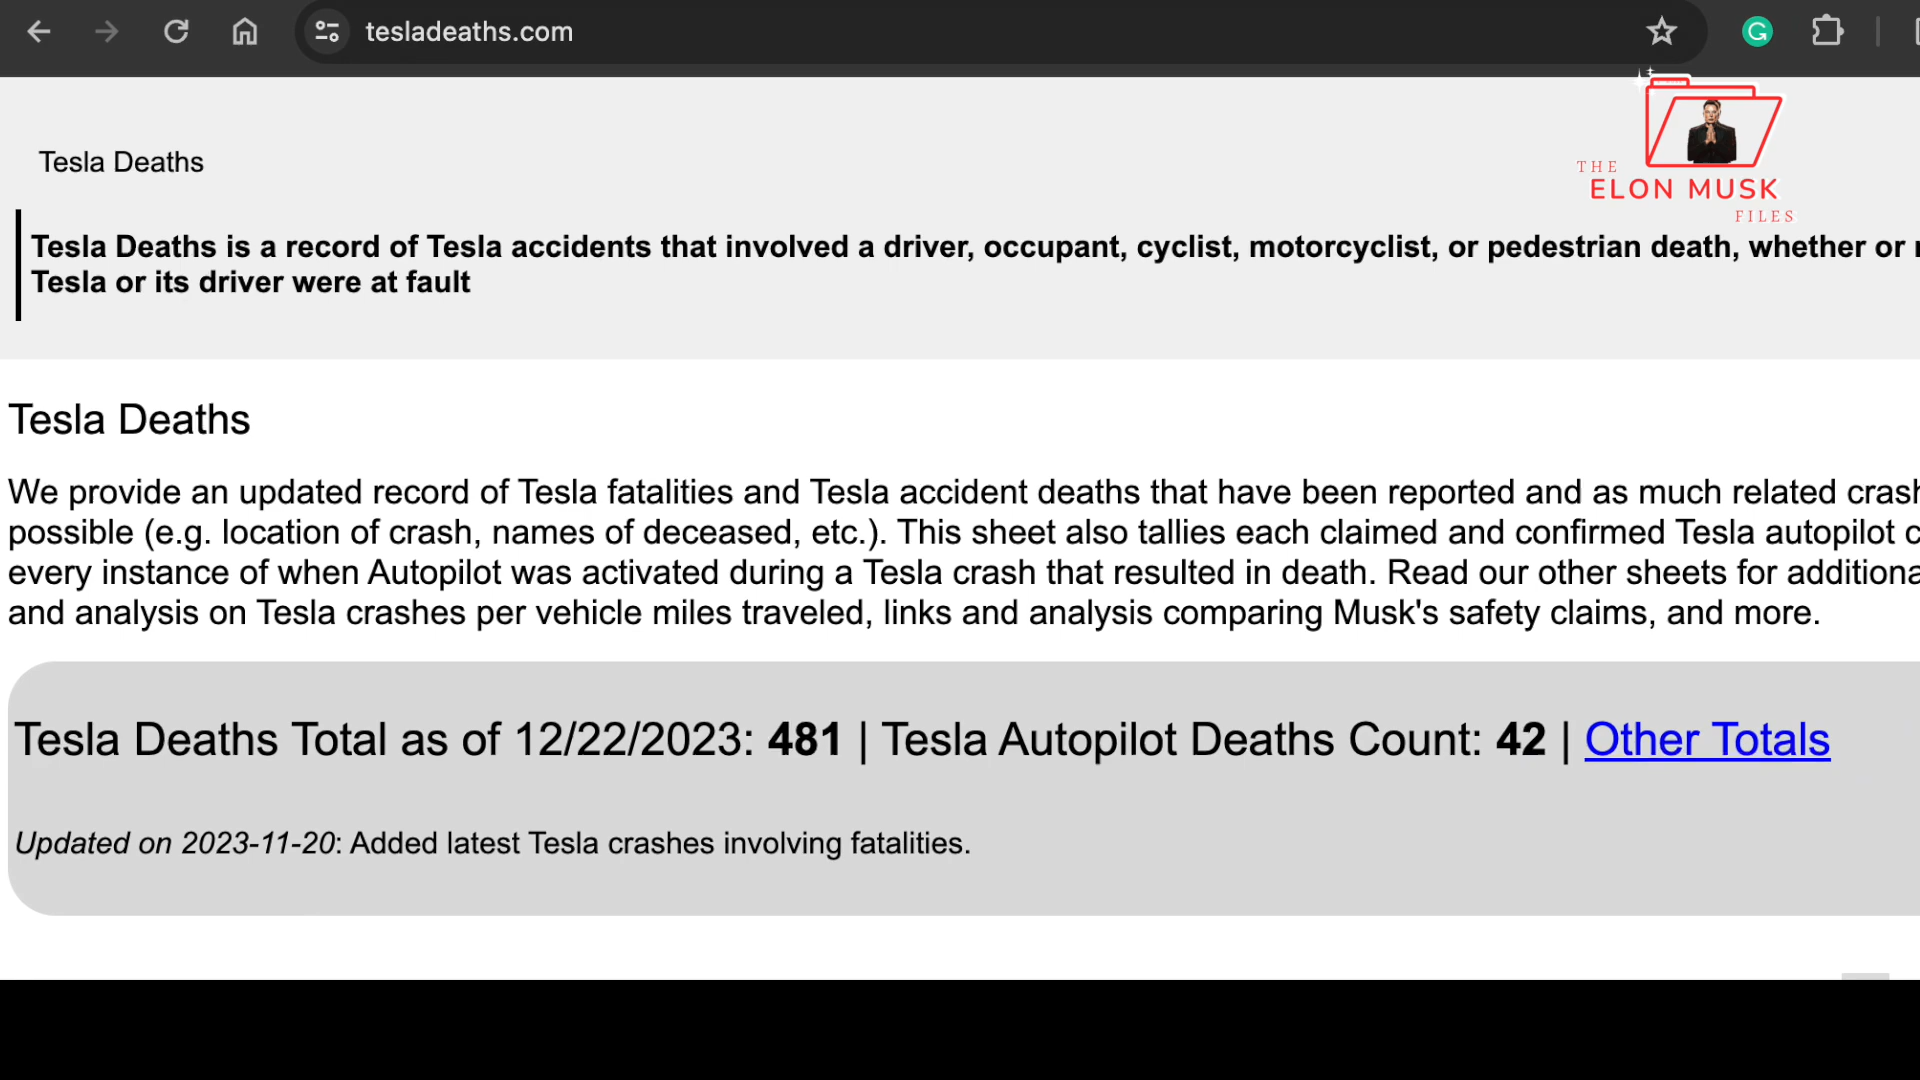 tesladeaths.com
THE
ELON MUSK
FILES
Tesla Deaths
Tesla Deaths is a record of Tesla accidents that involved a driver, occupant, cyclist, motorcyclist, or pedestrian death, whether or
Tesla or its driver were at fault
Tesla Deaths
We provide an updated record of Tesla fatalities and Tesla accident deaths that have been reported and as much related crash
possible (e.g. location of crash, names of deceased, etc.). This sheet also tallies each claimed and confirmed Tesla autopilot
every instance of when Autopilot was activated during a Tesla crash that resulted in death. Read our other sheets for additiona
and analysis on Tesla crashes per vehicle miles traveled, links and analysis comparing Musk's safety claims, and more.
Tesla Deaths Total as of 12/22/2023: 481 | Tesla Autopilot Deaths Count: 42 | Other Totals
Updated on 2023-11-20: Added latest Tesla crashes involving fatalities.